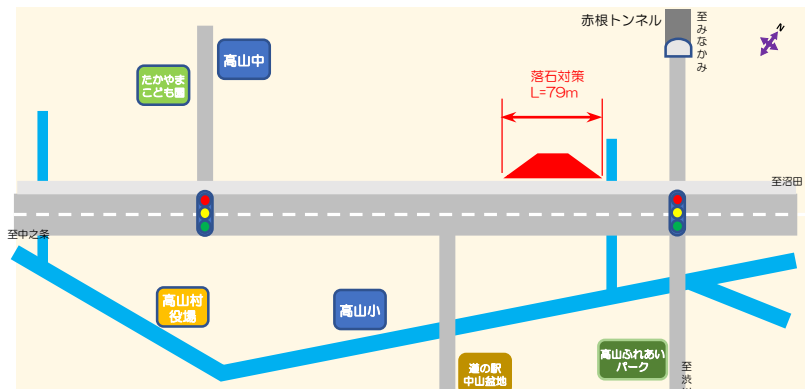 赤根トンネル
至みなかみ
N
高山中
たかやま
こども園
落石対策
L=79m
至沼田
至中之条
高山村
役場
高山小
道の駅
中山盆地
高山ふれあい
パーク
至渋